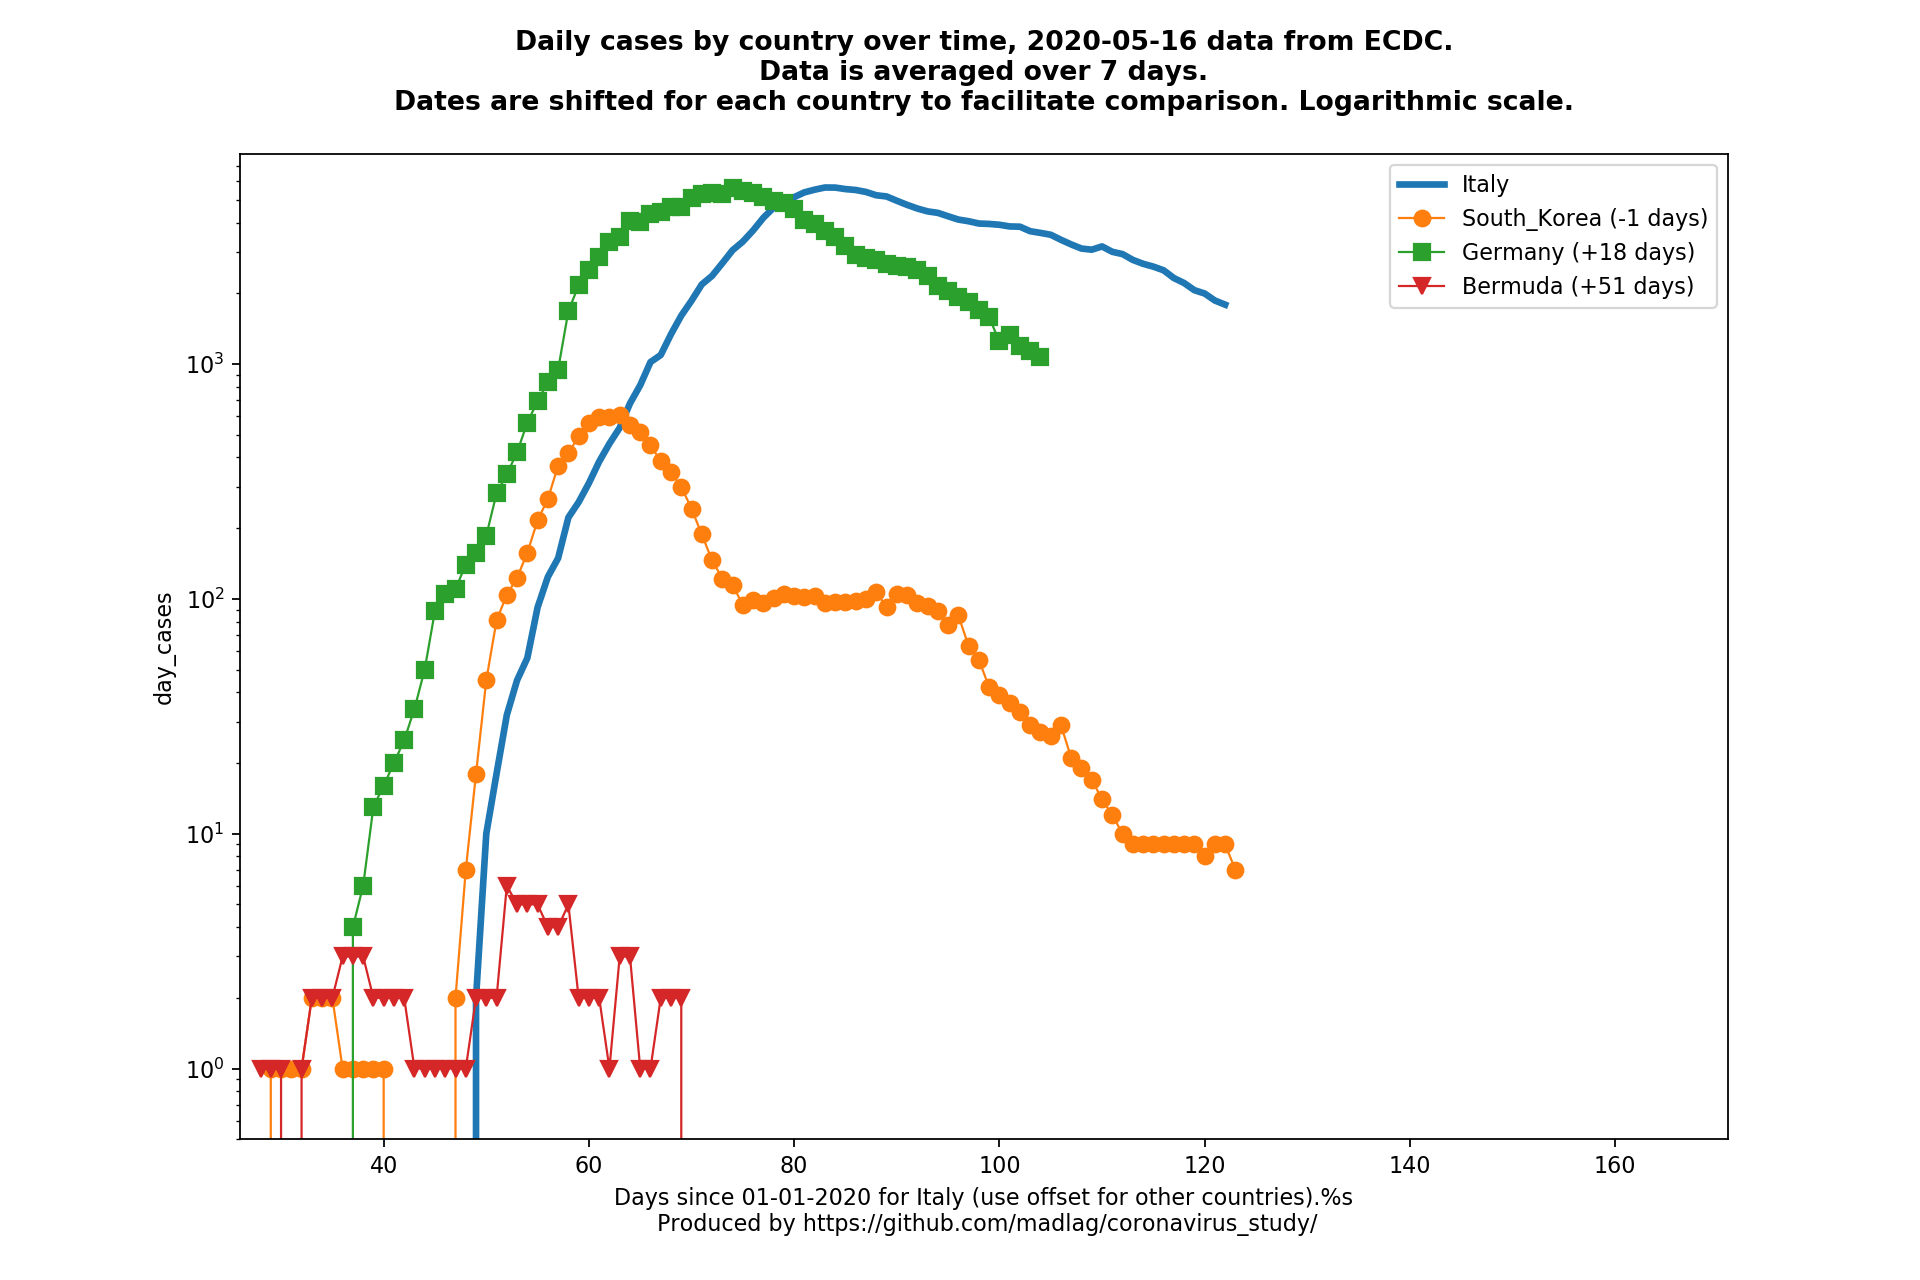 Daily cases by country over time, 2020-05-16 data from ECDC.
Data is averaged over 7 days.
Dates are shifted for each country to facilitate comparison. Logarithmic scale.
Italy
South_Korea (-1 days)
Germany (+18 days)
Bermuda (+51 days)
day_cases
10³
10²
10¹
10⁰
40 60 80 100 120 140 160
Days since 01-01-2020 for Italy (use offset for other countries).%s
Produced by https://github.com/madlag/coronavirus_study/